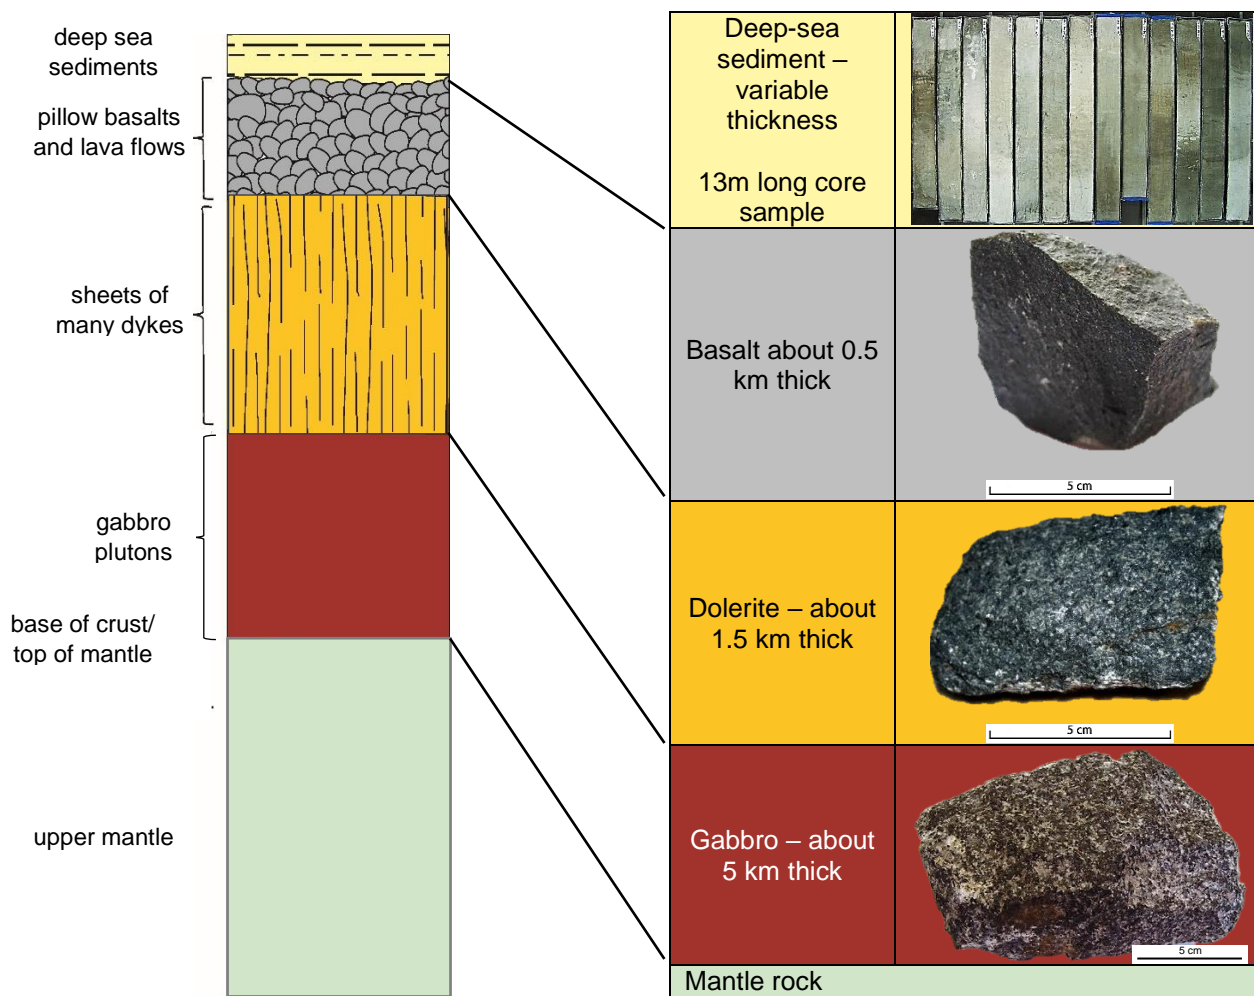 deep sea
sediments
pillow basalts
and lava flows
sheets of
many dykes
gabbro
plutons
base of crust/
top of mantle
upper mantle
Deep-sea
sediment –
variable
thickness
13m long core
sample
Basalt about 0.5
km thick
5 cm
Dolerite – about
1.5 km thick
5 cm
Gabbro – about
5 km thick
5 cm
Mantle rock